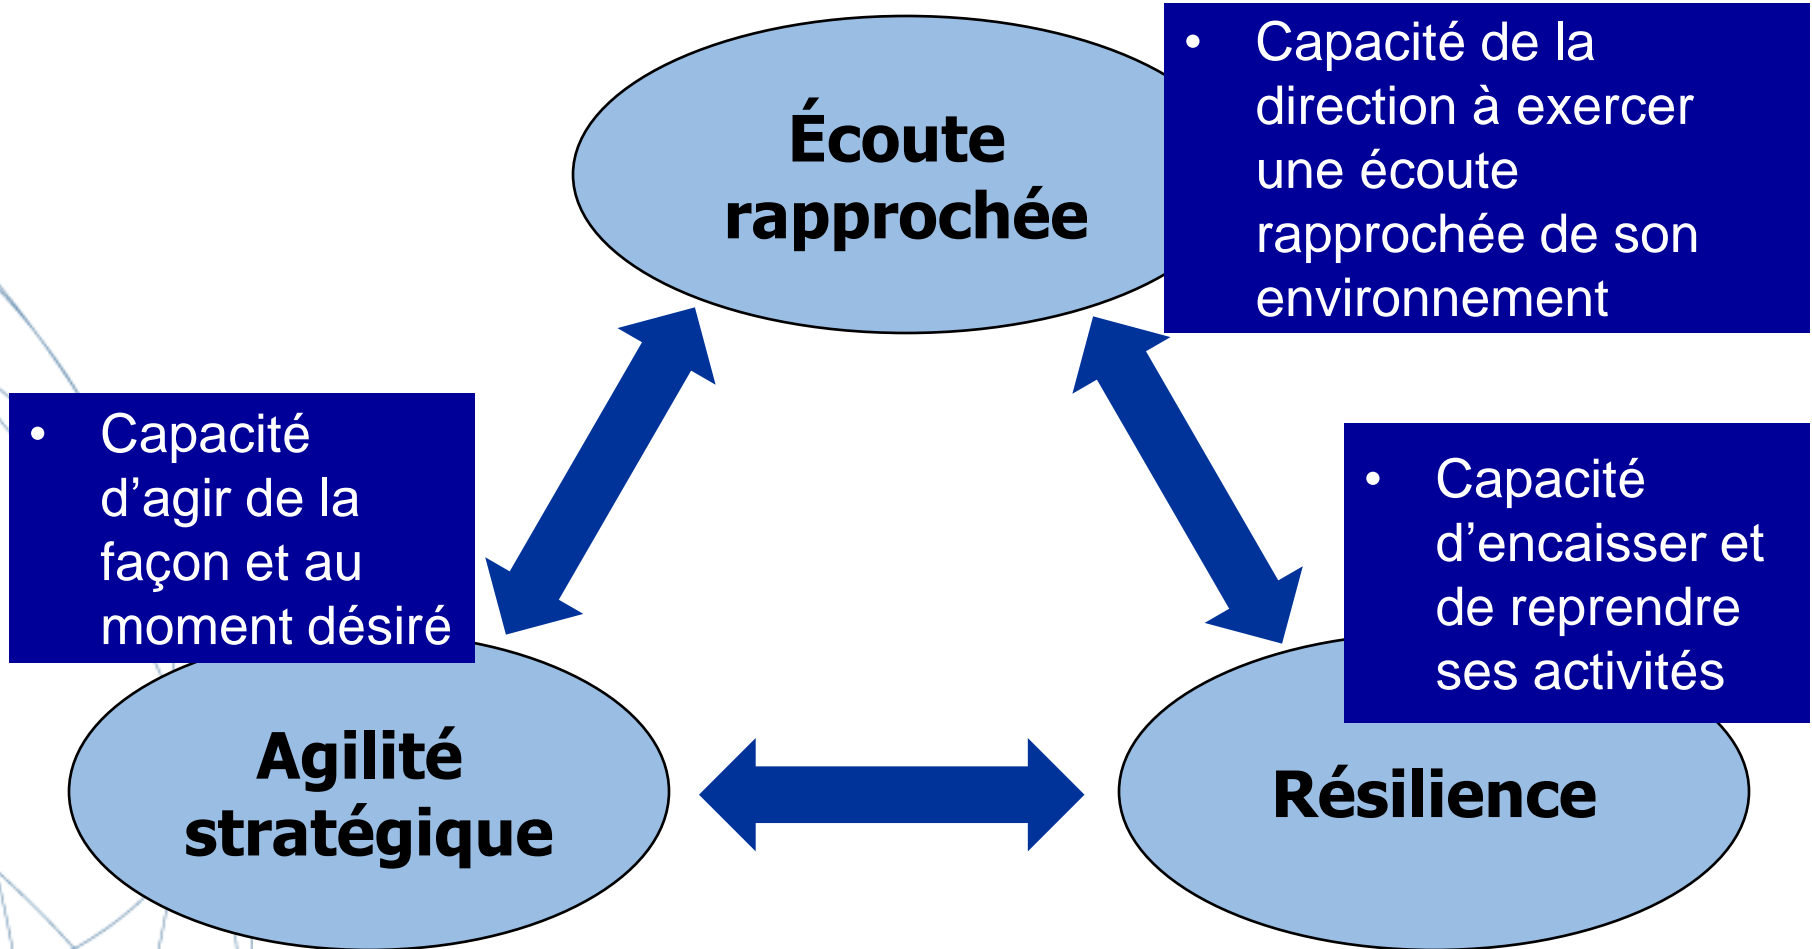 Écoute
rapprochée
• Capacité de la
direction à exercer
une écoute
rapprochée de son
environnement
• Capacité
d’agir de la
façon et au
moment désiré
• Capacité
d’encaisser et
de reprendre
ses activités
Agilité
stratégique
Résilience